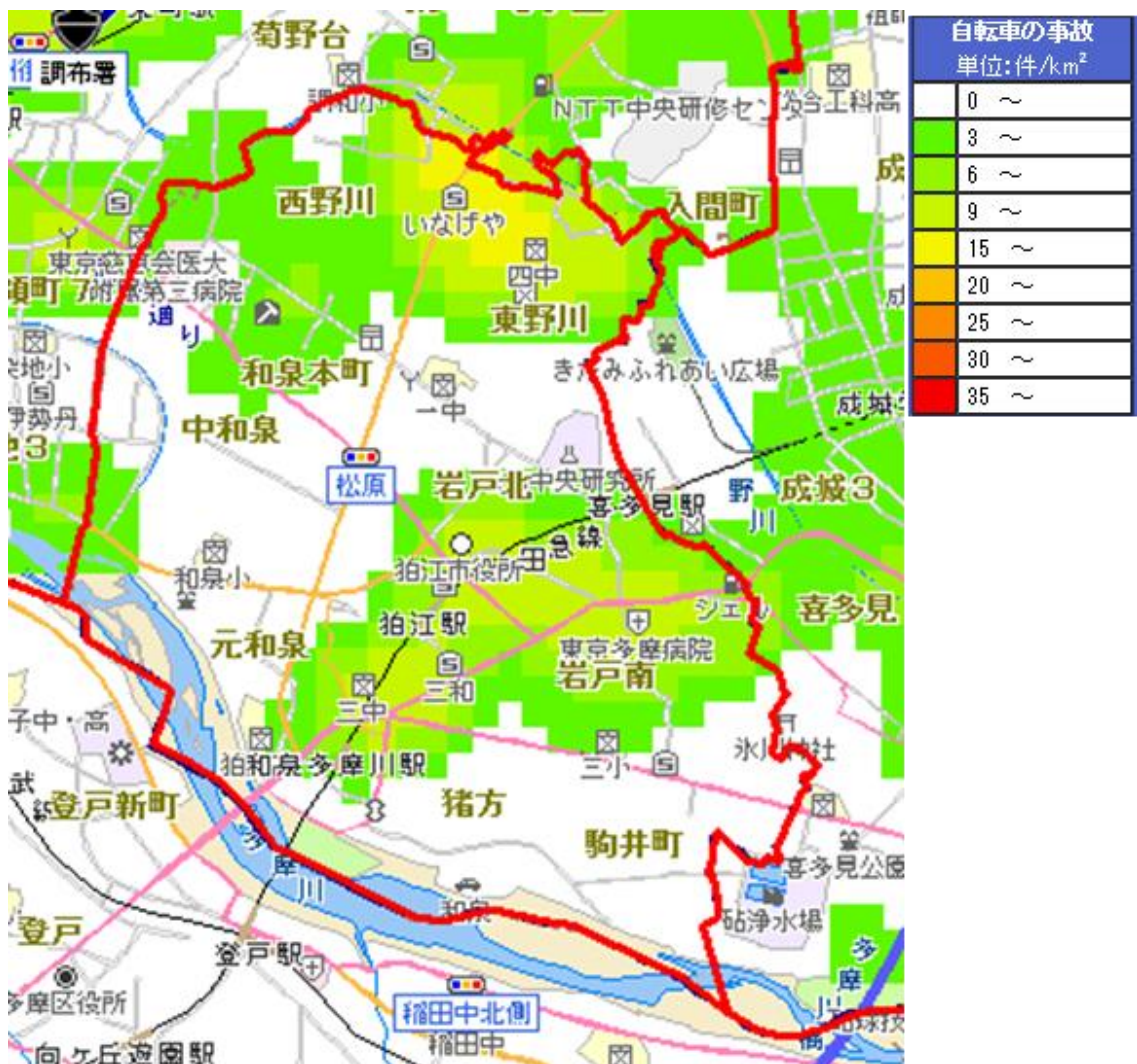 自転車の事故
単位:件/km²
0 ～
3 ～
6 ～
9 ～
15 ～
20 ～
25 ～
30 ～
35 ～
菊野台
調布署
NTT中央研修センタ
総合工科高
西野川
いなげや
入間町
四中
東京慈恵会医大
附属第三病院
通り
東野川
和泉本町
きたみふれあい広場
一中
伊勢丹
中和泉
松原
岩戸北
中央研究所
喜多見駅
野川
成城3
小田急線
狛江市役所
和泉小
シェル
喜多見
狛江駅
東京多摩病院
元和泉
岩戸南
三和
三中
子中・高
氷川神社
三小
和泉多摩川駅
登戸新町
猪方
駒井町
多摩川
喜多見公園
和泉
砧浄水場
登戸
登戸駅
多摩区役所
稲田中北側
稲田中
向ヶ丘遊園駅
多摩川